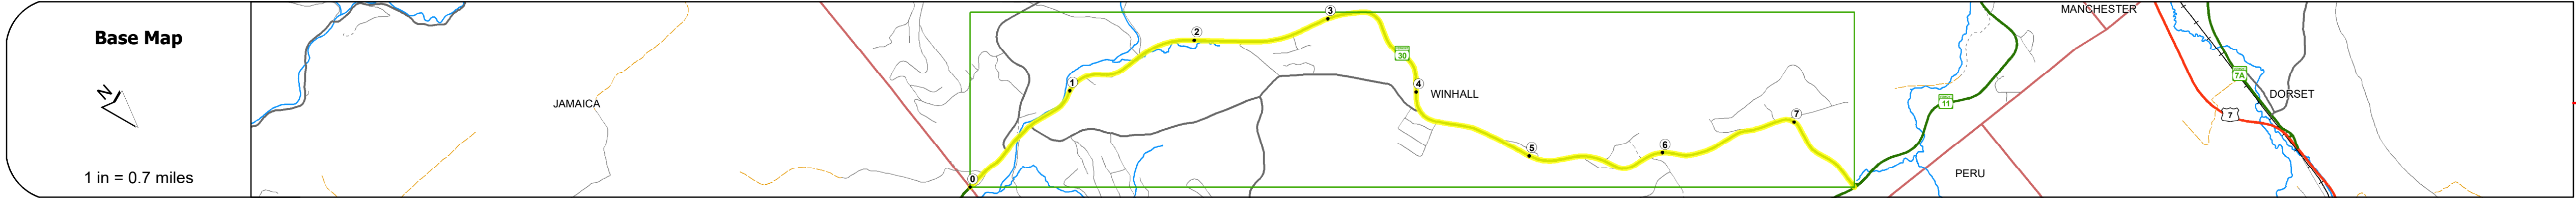 Base Map
N
1 in = 0.7 miles
JAMAICA
0
1
2
3
30
4
WINHALL
5
6
7
11
MANCHESTER
PERU
7A
7
DORSET